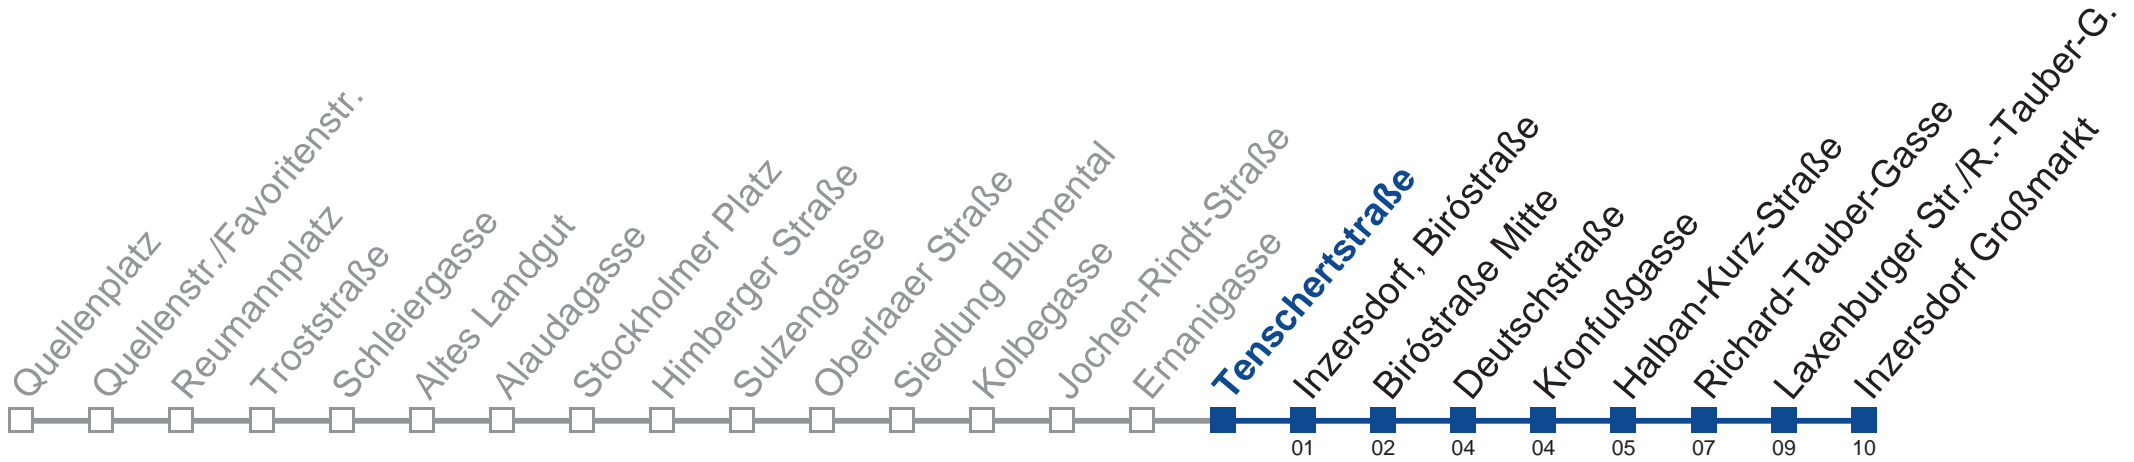 Quellenplatz
Quellenstr./Favoritenstr.
Reumannplatz
Troststraße
Schleiergasse
Altes Landgut
Alaudagasse
Stockholmer Platz
Himberger Straße
Sulzengasse
Oberlaaer Straße
Siedlung Blumental
Kolbegasse
Jochen-Rindt-Straße
Ernanigasse
Tenschertstraße
Inzersdorf, Biróstraße
Biróstraße Mitte
Deutschstraße
Kronfußgasse
Halban-Kurz-Straße
Richard-Tauber-Gasse
Laxenburger Str./R.-Tauber-G.
Inzersdorf Großmarkt
01 02 04 04 05 07 09 10